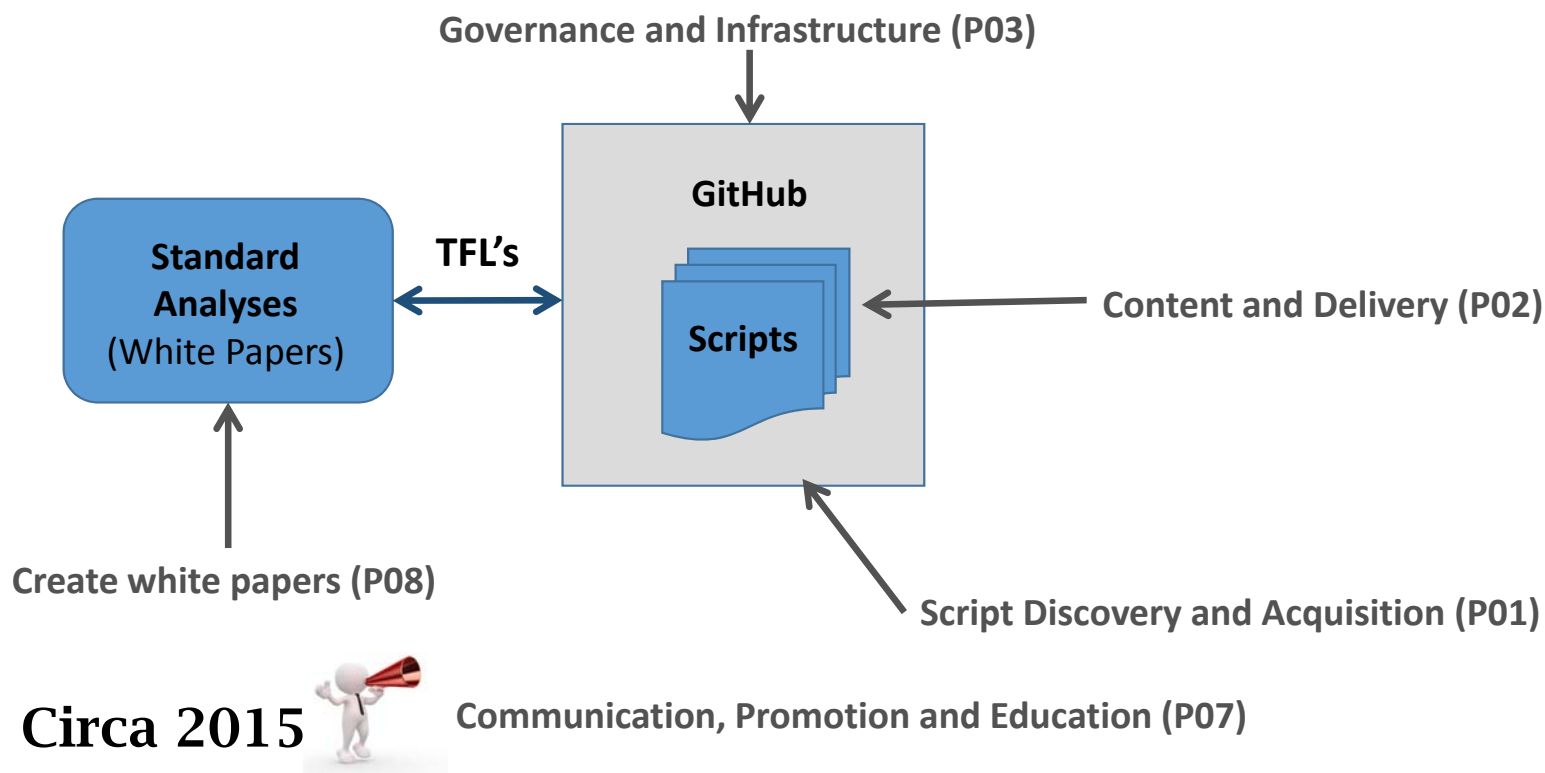 Governance and Infrastructure (P03)
GitHub
Standard
Analyses
(White Papers)
TFL's
Scripts
Content and Delivery (P02)
Create white papers (P08)
Script Discovery and Acquisition (P01)
Circa 2015
Communication, Promotion and Education (P07)